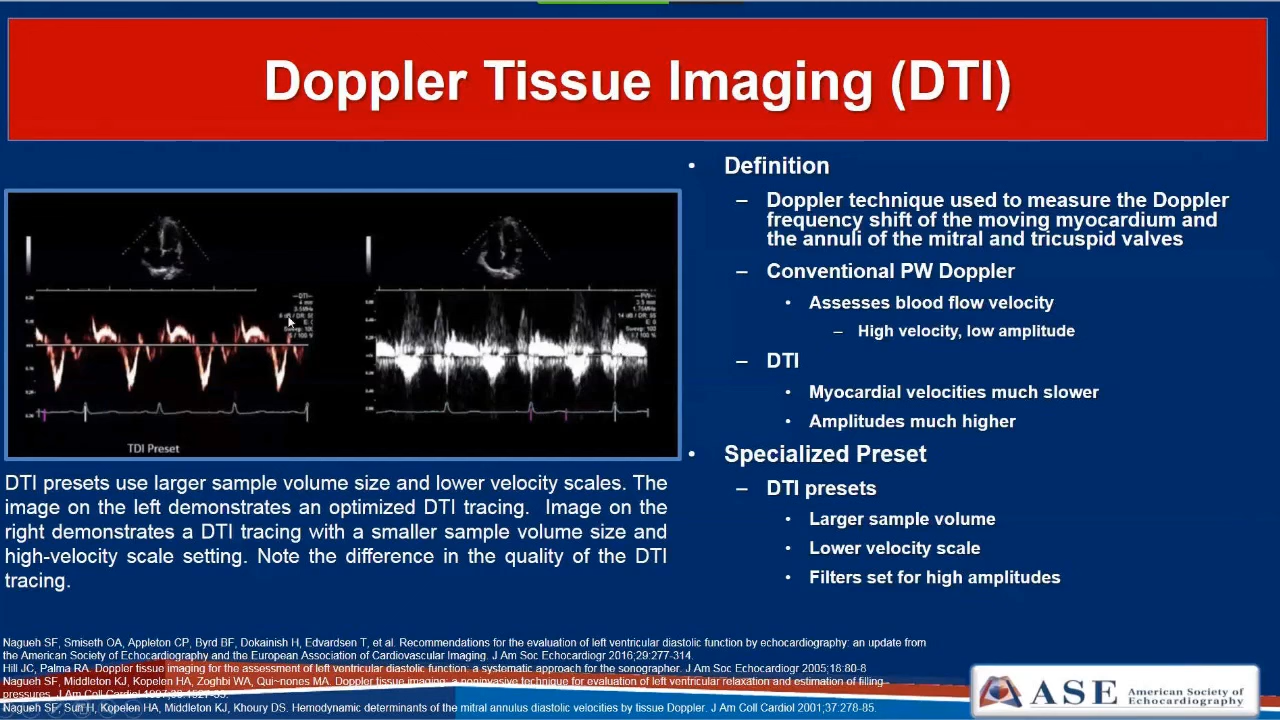 Doppler Tissue Imaging (DTI)
TDI Preset
DTI presets use larger sample volume size and lower velocity scales. The
image on the left demonstrates an optimized DTI tracing. Image on the
right demonstrates a DTI tracing with a smaller sample volume size and
high-velocity scale setting. Note the difference in the quality of the DTI
tracing.
• Definition
– Doppler technique used to measure the Doppler
frequency shift of the moving myocardium and
the annuli of the mitral and tricuspid valves
– Conventional PW Doppler
• Assesses blood flow velocity
– High velocity, low amplitude
– DTI
• Myocardial velocities much slower
• Amplitudes much higher
• Specialized Preset
– DTI presets
• Larger sample volume
• Lower velocity scale
• Filters set for high amplitudes
Nagueh SF, Smiseth OA, Appleton CP, Byrd BF, Dokainish H, Edvardsen T, et al. Recommendations for the evaluation of left ventricular diastolic function by echocardiography: an update from
the American Society of Echocardiography and the European Association of Cardiovascular Imaging. J Am Soc Echocardiogr 2016;29:277-314.
Hill JC, Palma RA. Doppler tissue imaging for the assessment of left ventricular diastolic function: a systematic approach for the sonographer. J Am Soc Echocardiogr 2005;18:80-8
Nagueh SF, Middleton KJ, Kopelen HA, Zoghbi WA, Qui~nones MA. Doppler tissue imaging: a noninvasive technique for evaluation of left ventricular relaxation and estimation of filling
pressures. J Am Coll Cardiol
Nagueh SF, Sun H, Kopelen HA, Middleton KJ, Khoury DS. Hemodynamic determinants of the mitral annulus diastolic velocities by tissue Doppler. J Am Coll Cardiol 2001;37:278-85.
ASE American Society of
Echocardiography